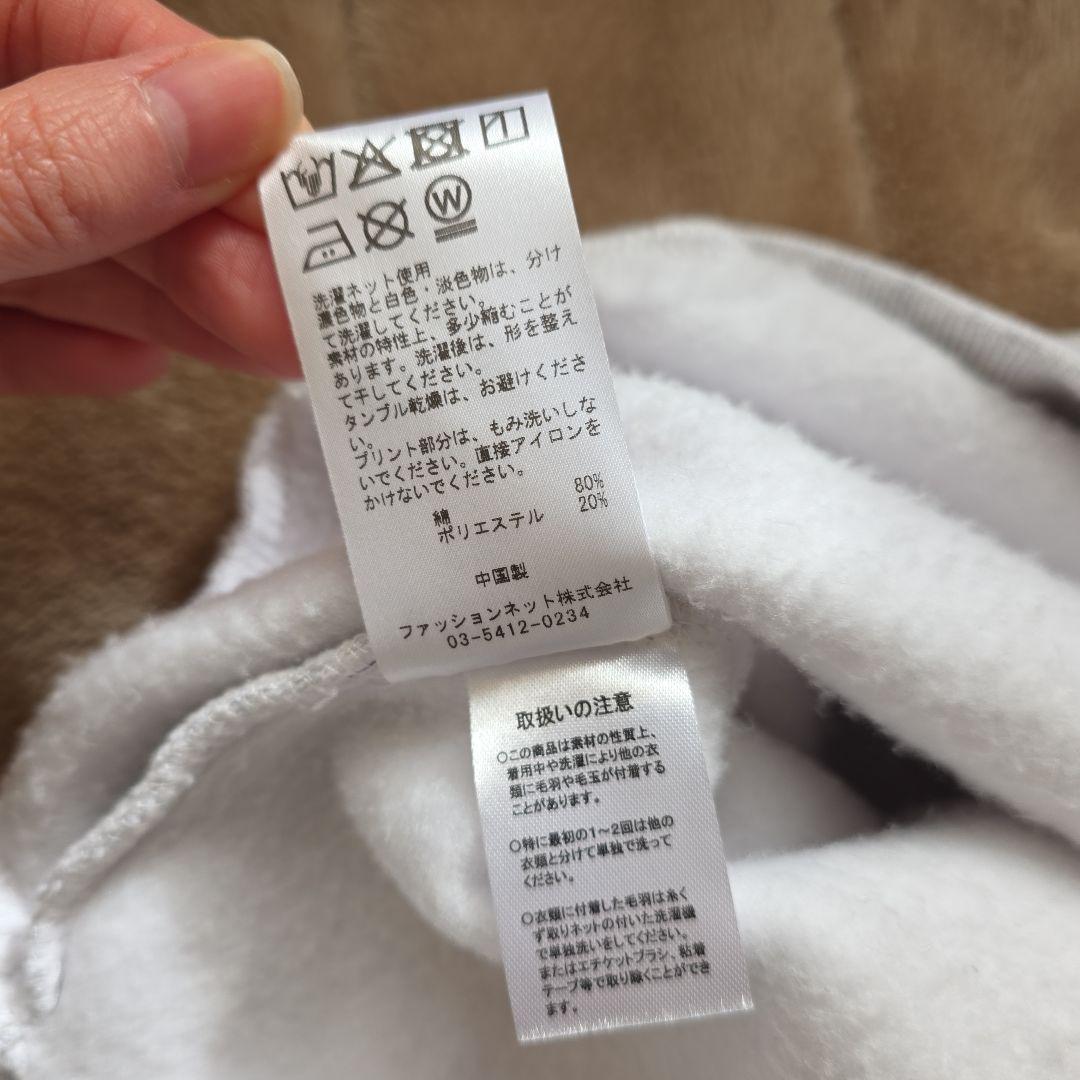 W
洗濯ネット使用
濃色物と白色・淡色物は、分け
て洗濯してください。
素材の特性上、多少縮むことが
あります。洗濯後は、形を整え
て干してください。
タンブル乾燥は、お避けくださ
い。
プリント部分は、もみ洗いしな
いでください。直接アイロンを
かけないでください。
綿 80%
ポリエステル 20%
中国製
ファッションネット株式会社
03-5412-0234
取扱いの注意
○この商品は素材の性質上、
着用中や洗濯により他の衣
類に毛羽や毛玉が付着する
ことがあります。
○特に最初の1~2回は他の
衣類と分けて単独で洗って
ください。
○衣類に付着した毛羽は糸く
ず取りネットの付いた洗濯機
で単独洗いをしてください。
またはエチケットブラシ、粘着
テープ等で取り除くことができ
ます。